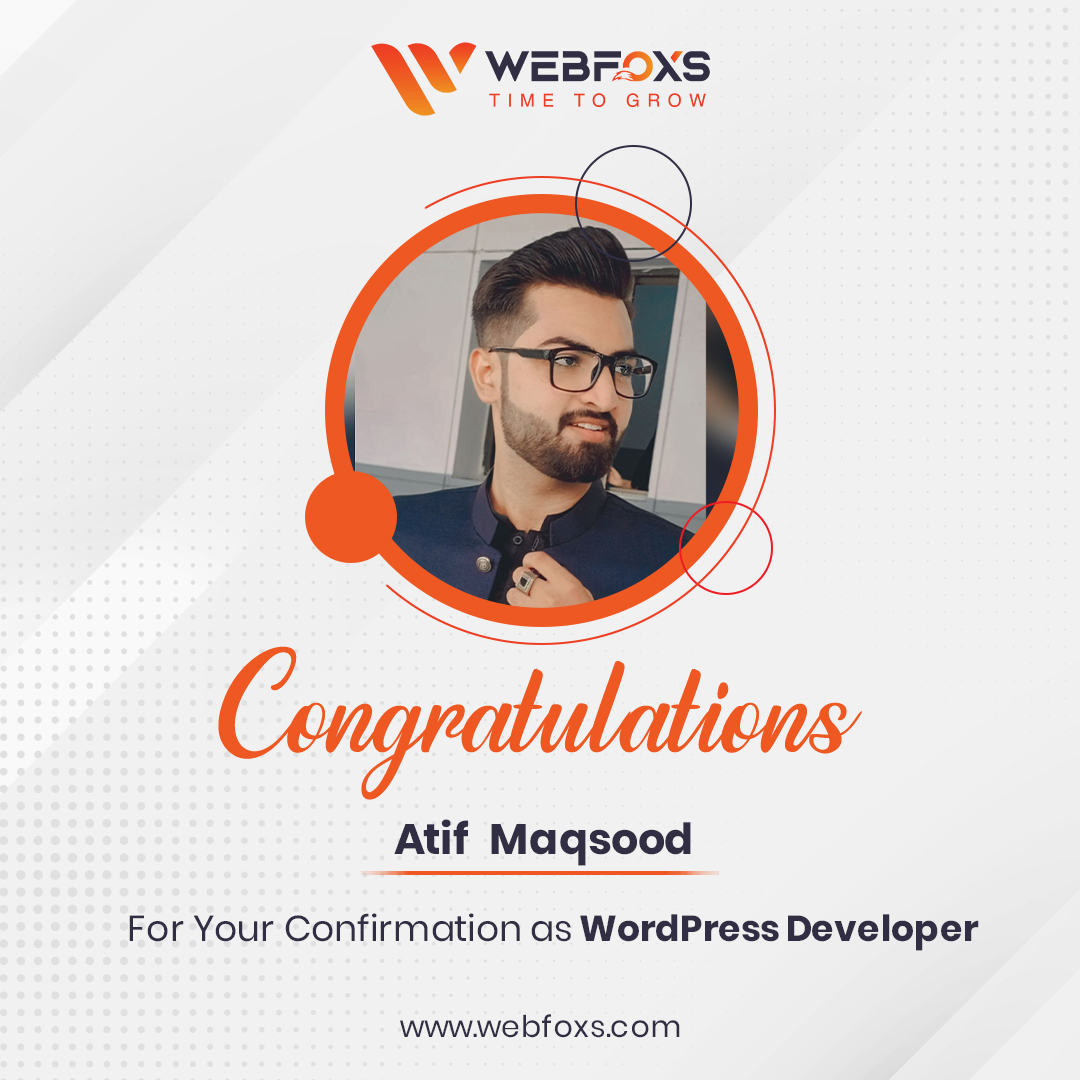 WEBFOXS
TIME TO GROW
Congratulations
Atif Maqsood
For Your Confirmation as WordPress Developer
www.webfoxs.com